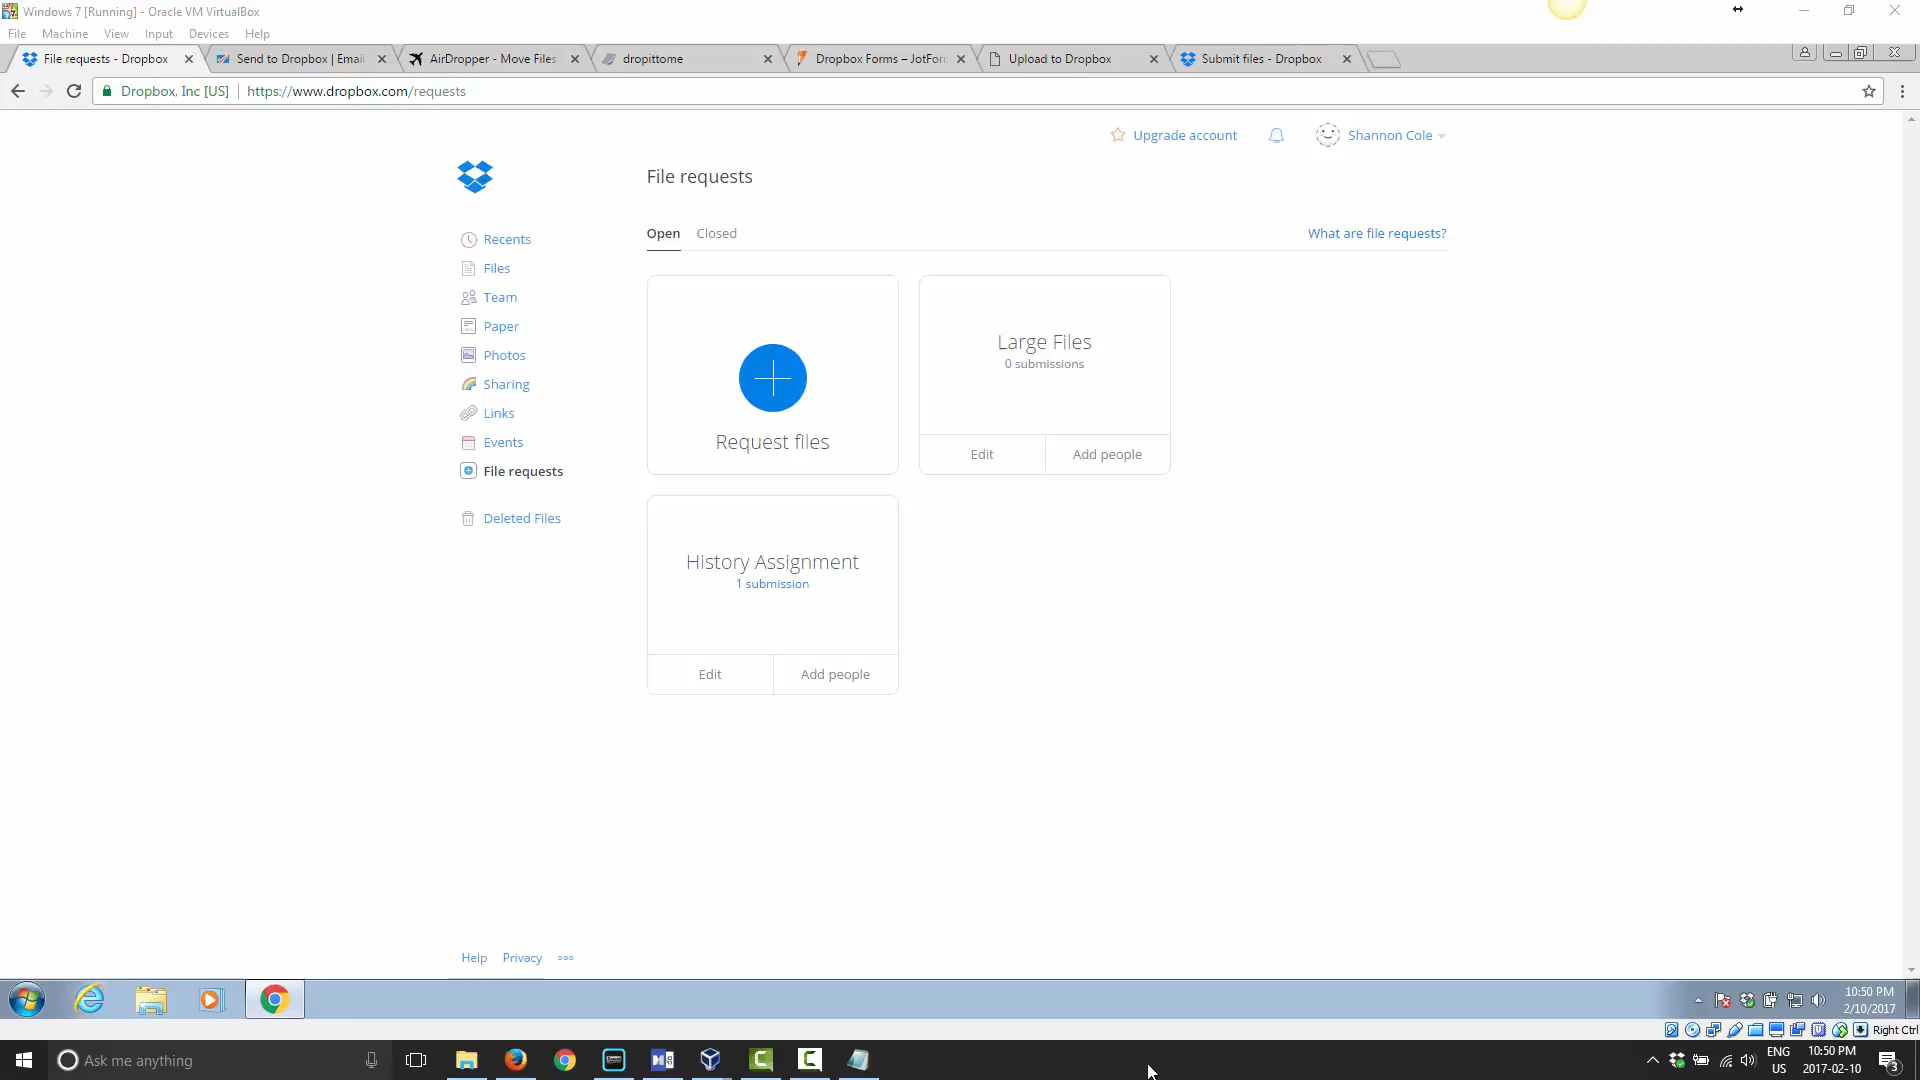 Windows 7 [Running] - Oracle VM VirtualBox
File Machine View Input Devices Help
File requests - Dropbox
Send to Dropbox | Email
AirDropper - Move Files
dropittome
Dropbox Forms – JotForm
Upload to Dropbox
Submit files - Dropbox
Dropbox, Inc [US] https://www.dropbox.com/requests
Upgrade account
Shannon Cole
File requests
Open Closed
What are file requests?
Recents
Files
Team
Paper
Photos
Sharing
Links
Events
File requests
Deleted Files
Request files
Large Files
0 submissions
Edit Add people
History Assignment
1 submission
Edit Add people
Help Privacy
10:50 PM
2/10/2017
Right Ctrl
Ask me anything
ENG
US
10:50 PM
2017-02-10
3